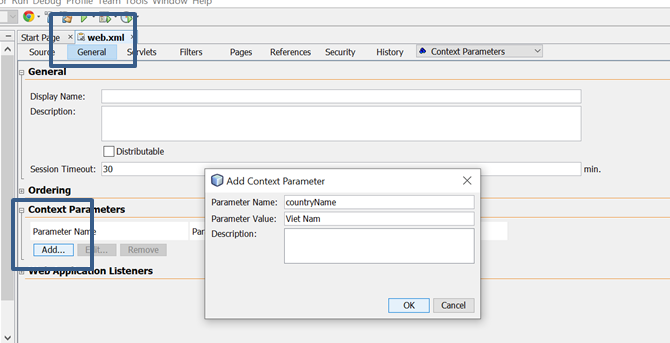 Run Debug Profile Team Tools Window Help
Start Page web.xml
Source General Servlets Filters Pages References Security History Context Parameters
General
Display Name:
Description:
Distributable
Session Timeout: 30 min.
Ordering
Add Context Parameter
Parameter Name: countryName
Context Parameters
Parameter Value: Viet Nam
Parameter Name
Description:
Add... Edit... Remove
Web Application Listeners
OK Cancel